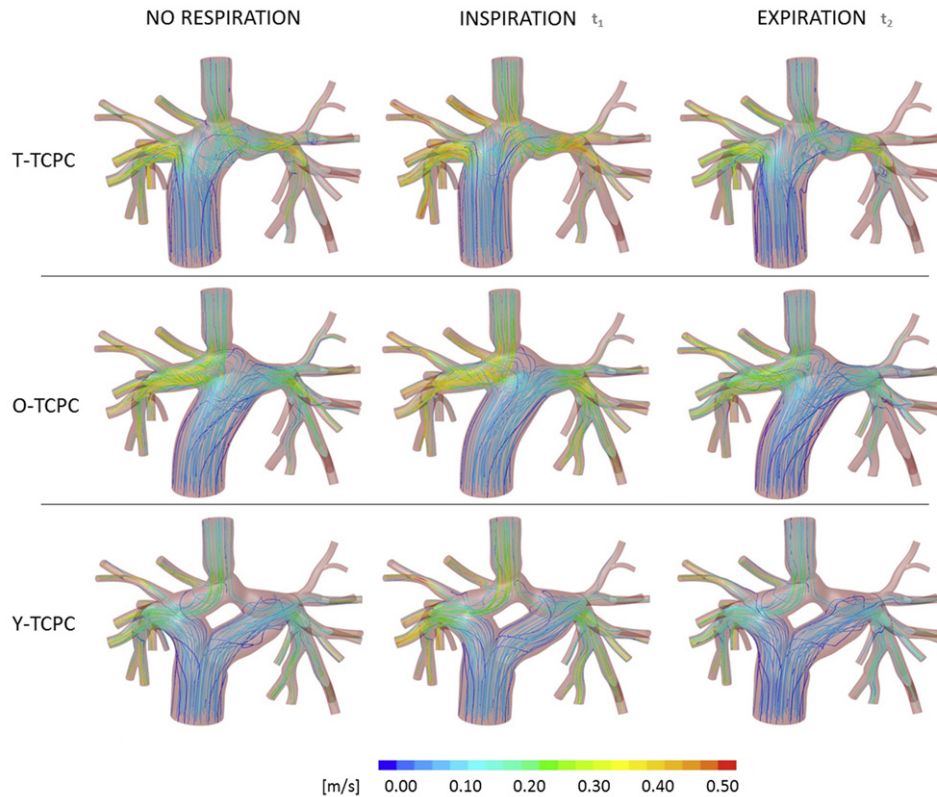 NO RESPIRATION INSPIRATION t₁ EXPIRATION t₂
T-TCPC
O-TCPC
Y-TCPC
[m/s] 0.00 0.10 0.20 0.30 0.40 0.50